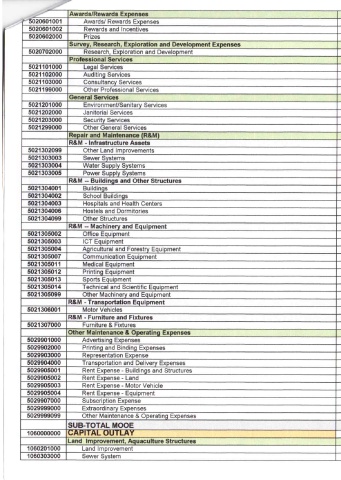 Awards/Rewards Expenses
5020601001 Awards/ Rewards Expenses
5020601002 Rewards and Incentives
5020602000 Prizes
Survey, Research, Exploration and Development Expenses
5020702000 Research, Exploration and Development
Professional Services
5021101000 Legal Services
5021102000 Auditing Services
5021103000 Consultancy Services
5021199000 Other Professional Services
General Services
5021201000 Environment/Sanitary Services
5021202000 Janitorial Services
5021203000 Security Services
5021299000 Other General Services
Repair and Maintenance (R&M)
R&M - Infrastructure Assets
5021302099 Other Land Improvements
5021303003 Sewer Systems
5021303004 Water Supply Systems
5021303005 Power Supply Systems
R&M -- Buildings and Other Structures
5021304001 Buildings
5021304002 School Buildings
5021304003 Hospitals and Health Centers
5021304006 Hostels and Dormitories
5021304099 Other Structures
R&M -- Machinery and Equipment
5021305002 Office Equipment
5021305003 ICT Equipment
5021305004 Agricultural and Forestry Equipment
5021305007 Communication Equipment
5021305011 Medical Equipment
5021305012 Printing Equipment
5021305013 Sports Equipment
5021305014 Technical and Scientific Equipment
5021305099 Other Machinery and Equipment
R&M - Transportation Equipment
5021306001 Motor Vehicles
R&M - Furniture and Fixtures
5021307000 Furniture & Fixtures
Other Maintenance & Operating Expenses
5029901000 Advertising Expenses
5029902000 Printing and Binding Expenses
5029903000 Representation Expense
5029904000 Transportation and Delivery Expenses
5029905001 Rent Expense - Buildings and Structures
5029905002 Rent Expense - Land
5029905003 Rent Expense - Motor Vehicle
5029905004 Rent Expense - Equipment
5029907000 Subscription Expense
5029999000 Extraordinary Expenses
5029999099 Other Maintenance & Operating Expenses
SUB-TOTAL MOOE
1060000000 CAPITAL OUTLAY
Land Improvement, Aquaculture Structures
1060201000 Land Improvement
1060303000 Sewer System